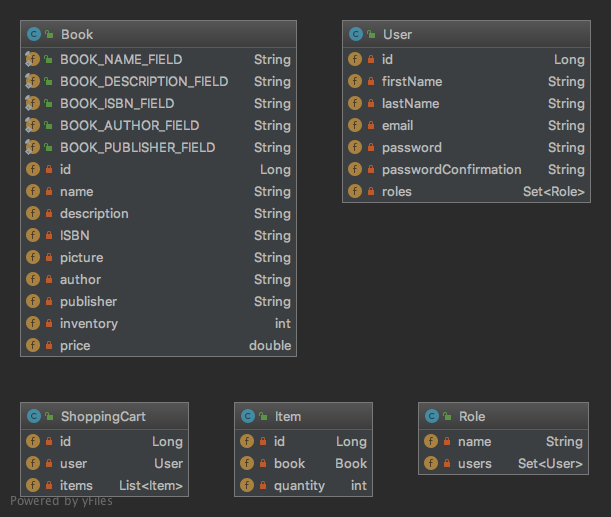 Book
BOOK_NAME_FIELD String
BOOK_DESCRIPTION_FIELD String
BOOK_ISBN_FIELD String
BOOK_AUTHOR_FIELD String
BOOK_PUBLISHER_FIELD String
id Long
name String
description String
ISBN String
picture String
author String
publisher String
inventory int
price double
User
id Long
firstName String
lastName String
email String
password String
passwordConfirmation String
roles Set<Role>
ShoppingCart
id Long
user User
items List<Item>
Item
id Long
book Book
quantity int
Role
name String
users Set<User>
Powered by yFiles